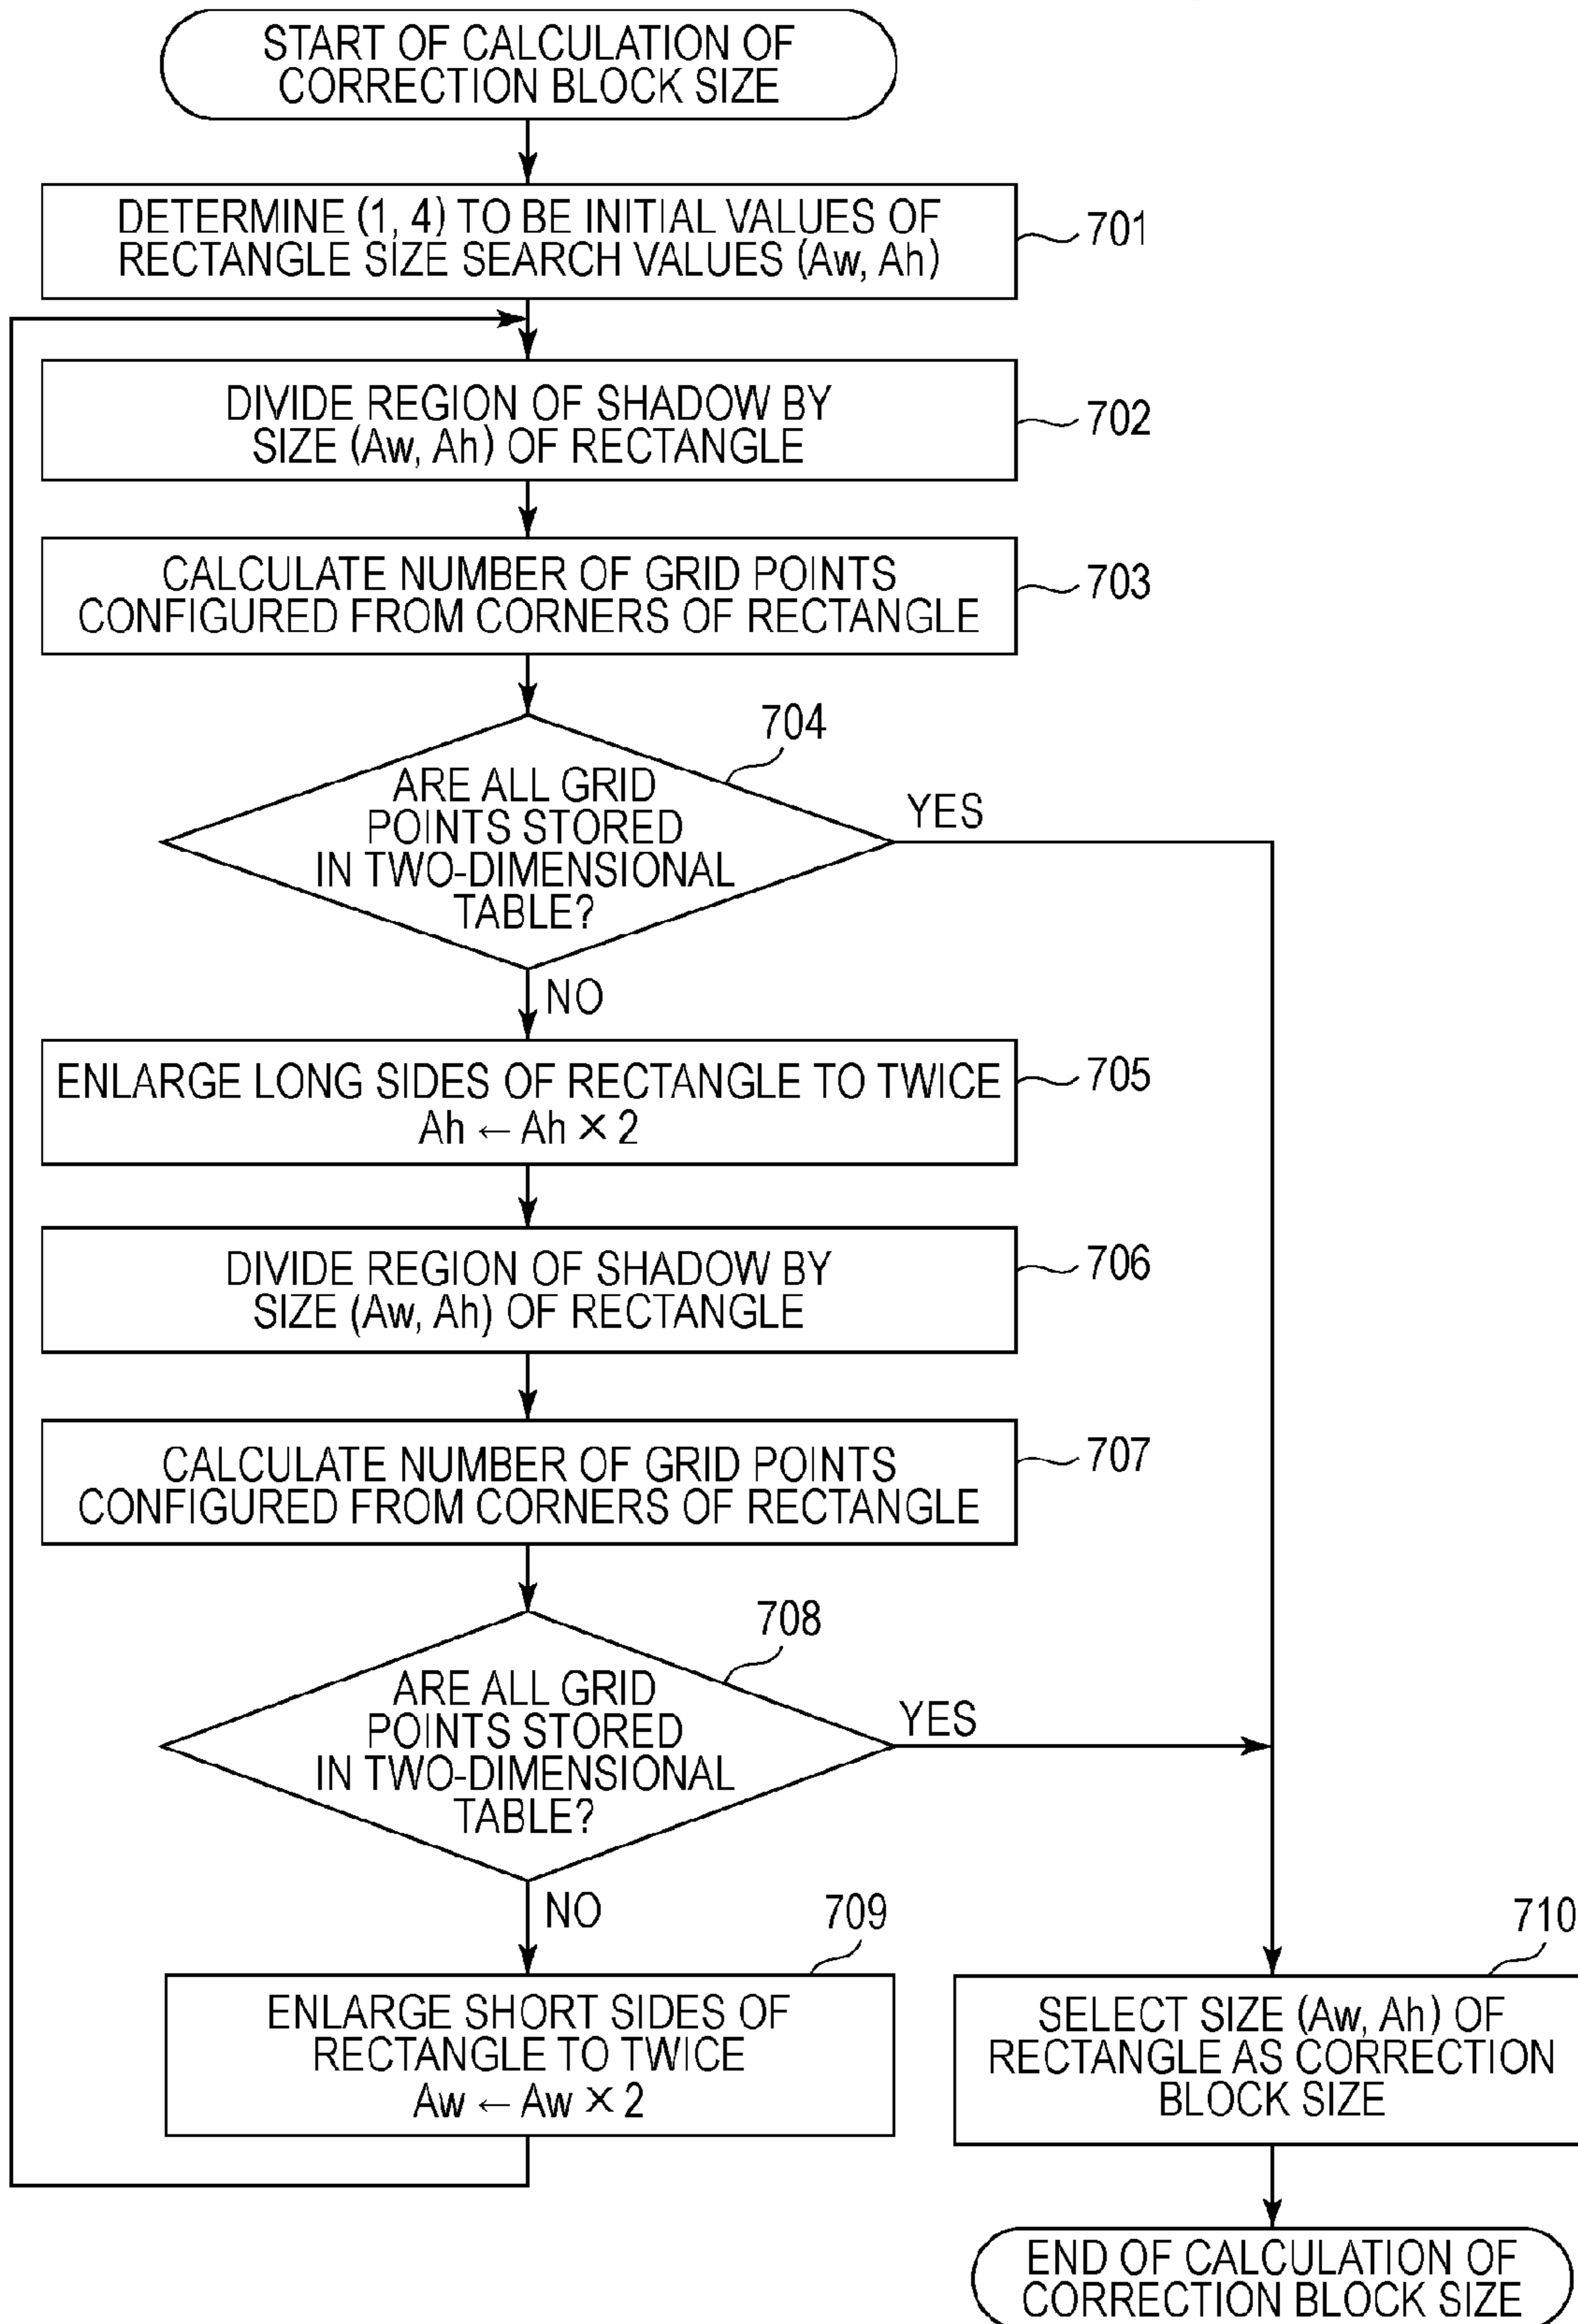 START OF CALCULATION OF
CORRECTION BLOCK SIZE
DETERMINE (1, 4) TO BE INITIAL VALUES OF
RECTANGLE SIZE SEARCH VALUES (Aw, Ah)
701
DIVIDE REGION OF SHADOW BY
SIZE (Aw, Ah) OF RECTANGLE
702
CALCULATE NUMBER OF GRID POINTS
CONFIGURED FROM CORNERS OF RECTANGLE
703
704
ARE ALL GRID
POINTS STORED
IN TWO-DIMENSIONAL
TABLE?
YES
NO
ENLARGE LONG SIDES OF RECTANGLE TO TWICE
Ah ← Ah × 2
705
DIVIDE REGION OF SHADOW BY
SIZE (Aw, Ah) OF RECTANGLE
706
CALCULATE NUMBER OF GRID POINTS
CONFIGURED FROM CORNERS OF RECTANGLE
707
708
ARE ALL GRID
POINTS STORED
IN TWO-DIMENSIONAL
TABLE?
YES
NO
709
ENLARGE SHORT SIDES OF
RECTANGLE TO TWICE
Aw ← Aw × 2
710
SELECT SIZE (Aw, Ah) OF
RECTANGLE AS CORRECTION
BLOCK SIZE
END OF CALCULATION OF
CORRECTION BLOCK SIZE